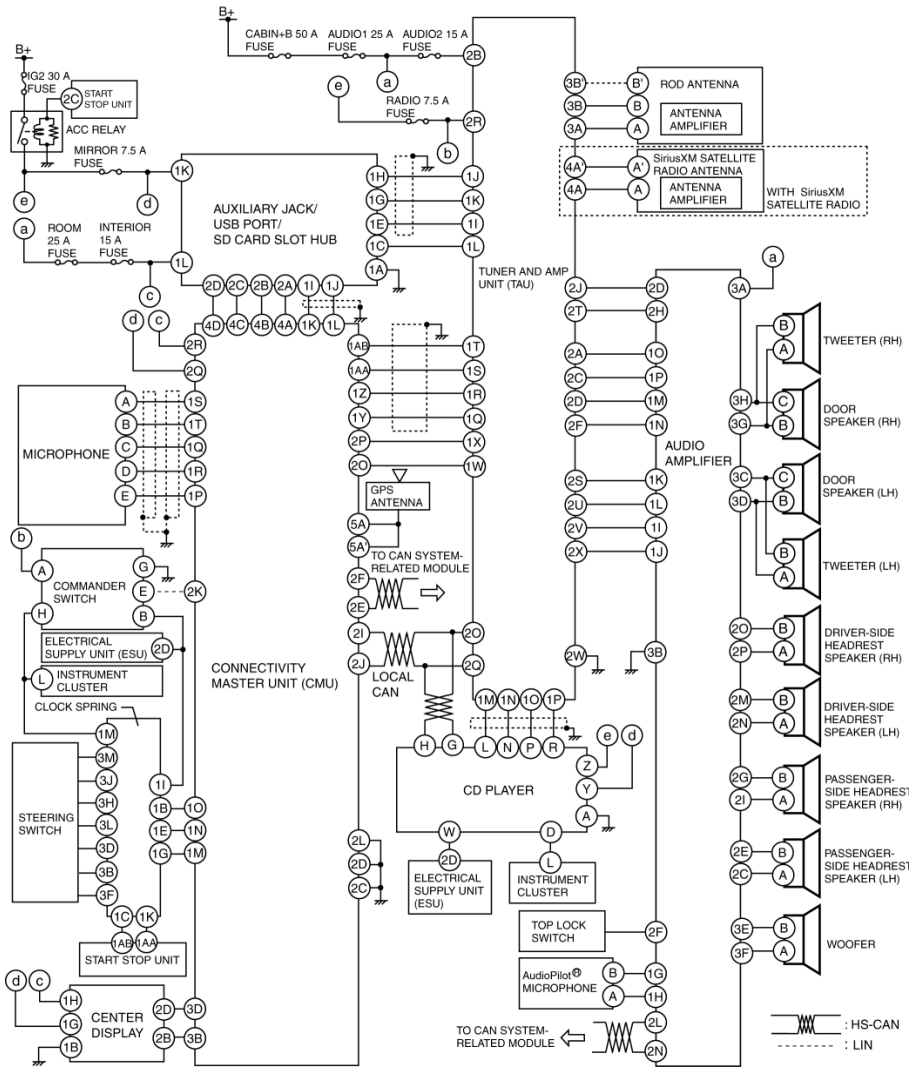 B+
CABIN+B 50 A
FUSE
AUDIO1 25 A
FUSE
AUDIO2 15 A
FUSE
2B
a
e
RADIO 7.5 A
FUSE
2R
b
B+
IG2 30 A
FUSE
2C
START
STOP UNIT
ACC RELAY
MIRROR 7.5 A
FUSE
e
d
a
ROOM
25 A
FUSE
INTERIOR
15 A
FUSE
c
1K
1L
AUXILIARY JACK/
USB PORT/
SD CARD SLOT HUB
1H
1G
1E
1C
1A
2D
2C
2B
2A
1I
1J
4D
4C
4B
4A
1K
1L
1J
1K
1I
1L
TUNER AND AMP
UNIT (TAU)
3B'
3B
3A
B'
B
A
ROD ANTENNA
ANTENNA
AMPLIFIER
4A'
4A
A'
A
SiriusXM SATELLITE
RADIO ANTENNA
ANTENNA
AMPLIFIER
WITH SiriusXM
SATELLITE RADIO
d
c
2R
2Q
MICROPHONE
A
B
C
D
E
1S
1T
1Q
1R
1P
1AB
1AA
1Z
1Y
2P
2O
1T
1S
1R
1Q
1X
1W
GPS
ANTENNA
5A
5A'
TO CAN SYSTEM-
RELATED MODULE
2F
2E
2I
2J
LOCAL
CAN
2O
2Q
CONNECTIVITY
MASTER UNIT (CMU)
b
A
H
COMMANDER
SWITCH
G
E
B
2K
ELECTRICAL
SUPPLY UNIT (ESU)
2D
L
INSTRUMENT
CLUSTER
CLOCK SPRING
STEERING
SWITCH
1M
3M
3J
3H
3L
3D
3B
3F
1I
1B
1E
1G
1O
1N
1M
1C
1K
1AB
1AA
START STOP UNIT
d
c
1H
1G
1B
CENTER
DISPLAY
2D
2B
3D
3B
2L
2D
2C
1M
1N
1O
1P
H
G
L
N
P
R
CD PLAYER
Z
Y
A
e
d
W
D
2D
L
ELECTRICAL
SUPPLY UNIT
(ESU)
INSTRUMENT
CLUSTER
2J
2T
2A
2C
2D
2F
2S
2U
2V
2X
2W
2D
2H
1O
1P
1M
1N
1K
1L
1I
1J
3B
AUDIO
AMPLIFIER
TOP LOCK
SWITCH
2F
AudioPilot®
MICROPHONE
B
A
1G
1H
TO CAN SYSTEM-
RELATED MODULE
2L
2N
a
3A
3H
3G
3C
3D
2O
2P
2M
2N
2G
2I
2E
2C
3E
3F
B
A
TWEETER (RH)
C
B
DOOR
SPEAKER (RH)
C
B
DOOR
SPEAKER (LH)
B
A
TWEETER (LH)
B
A
DRIVER-SIDE
HEADREST
SPEAKER (RH)
B
A
DRIVER-SIDE
HEADREST
SPEAKER (LH)
B
A
PASSENGER-
SIDE HEADREST
SPEAKER (RH)
B
A
PASSENGER-
SIDE HEADREST
SPEAKER (LH)
B
A
WOOFER
: HS-CAN
: LIN